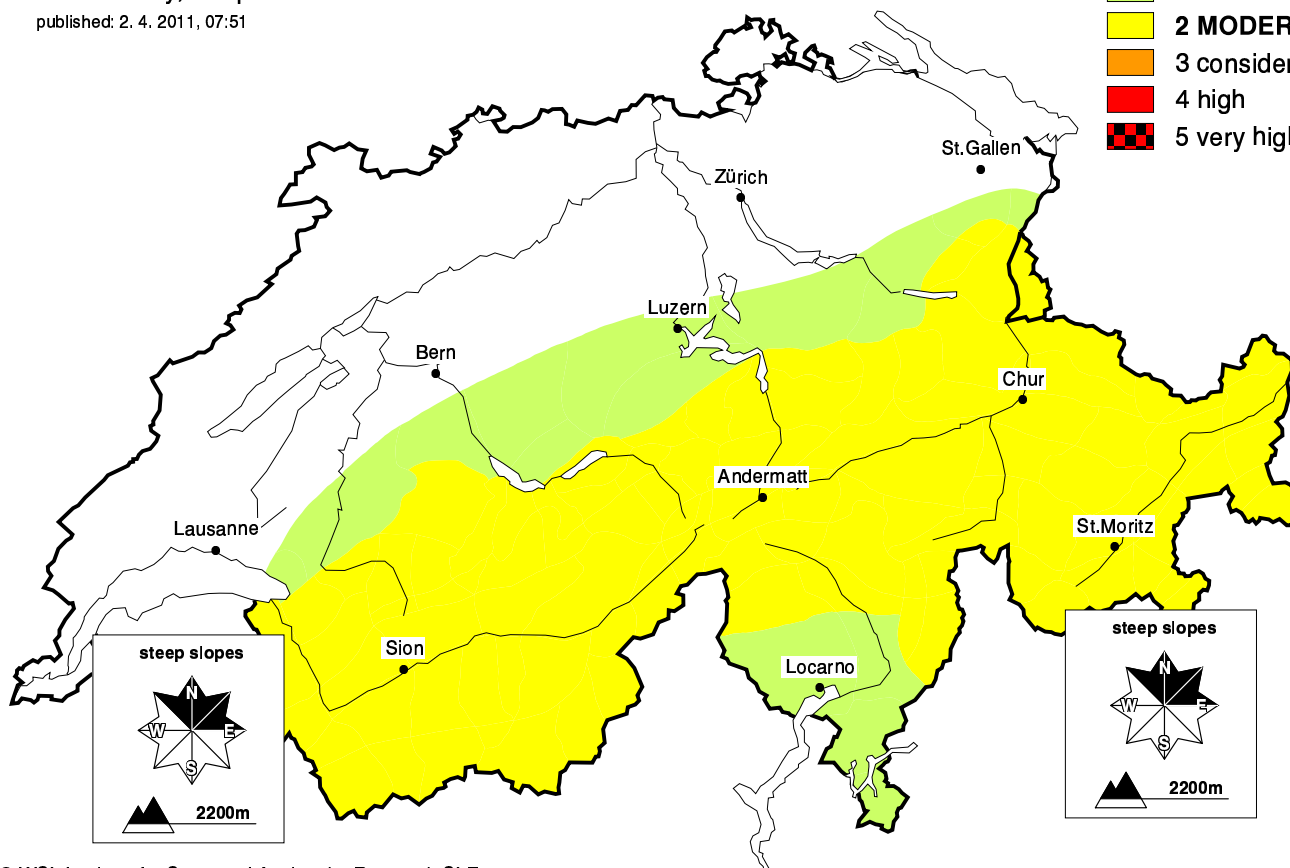 published: 2. 4. 2011, 07:51
2 MODER
3 consider
4 high
5 very high
St.Gallen
Zürich
Luzern
Bern
Chur
Andermatt
Lausanne
St.Moritz
Sion
Locarno
steep slopes
N
W E
S
2200m
steep slopes
N
W E
S
2200m